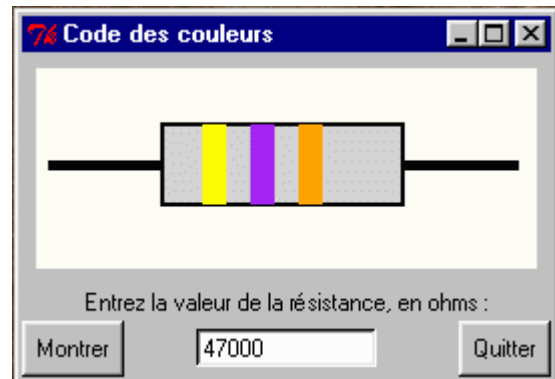 Code des couleurs
Entrez la valeur de la résistance, en ohms :
Montrer 47000 Quitter